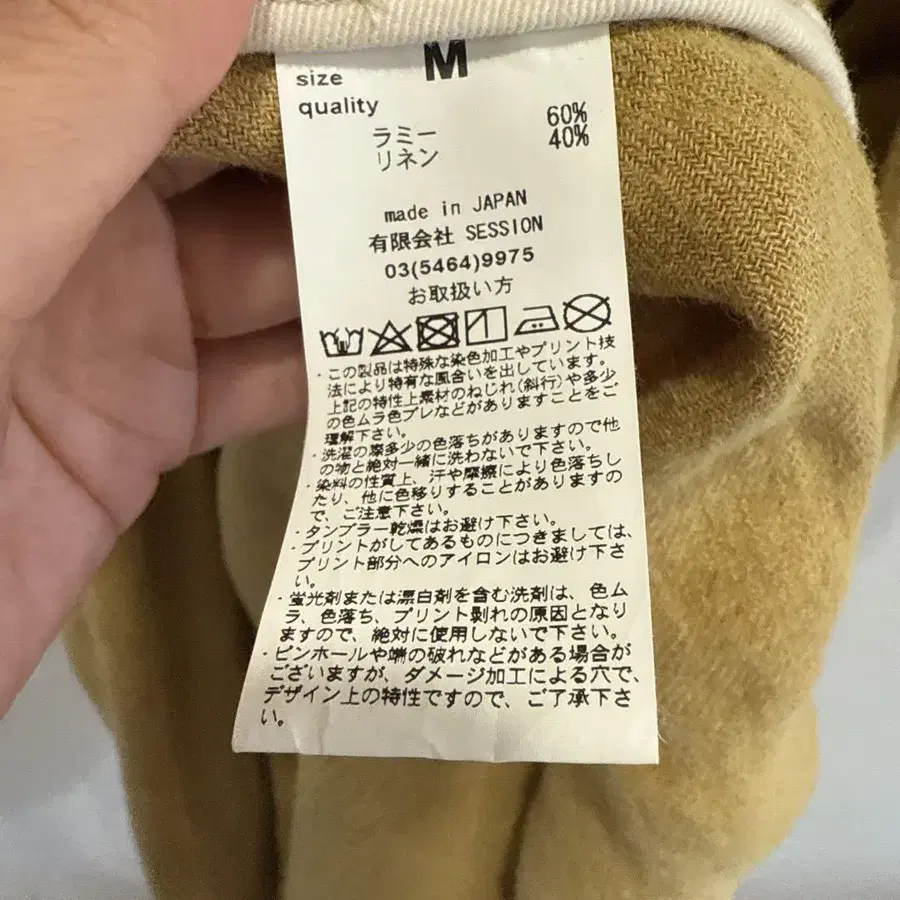 size M
quality
ラミー 60%
リネン 40%
made in JAPAN
有限会社 SESSION
03(5464)9975
お取扱い方
・この製品は特殊な染色加工やプリント技
法により特有な風合いを出しています。
上記の特性上素材のねじれ(斜行)や多少
の色ムラ色ブレなどがありますことをご
理解下さい。
・洗濯の際多少の色落ちがありますので他
の物と絶対一緒に洗わないで下さい。
・染料の性質上、汗や摩擦により色落ちし
たり、他に色移りすることがありますの
で、ご注意下さい。
・タンブラー乾燥はお避け下さい。
・プリントがしてあるものにつきましては、
プリント部分へのアイロンはお避け下さ
い。
・蛍光剤または漂白剤を含む洗剤は、色ム
ラ、色落ち、プリント剥れの原因となり
ますので、絶対に使用しないで下さい。
・ピンホールや端の破れなどがある場合が
ございますが、ダメージ加工による穴で、
デザイン上の特性ですので、ご了承下さ
い。